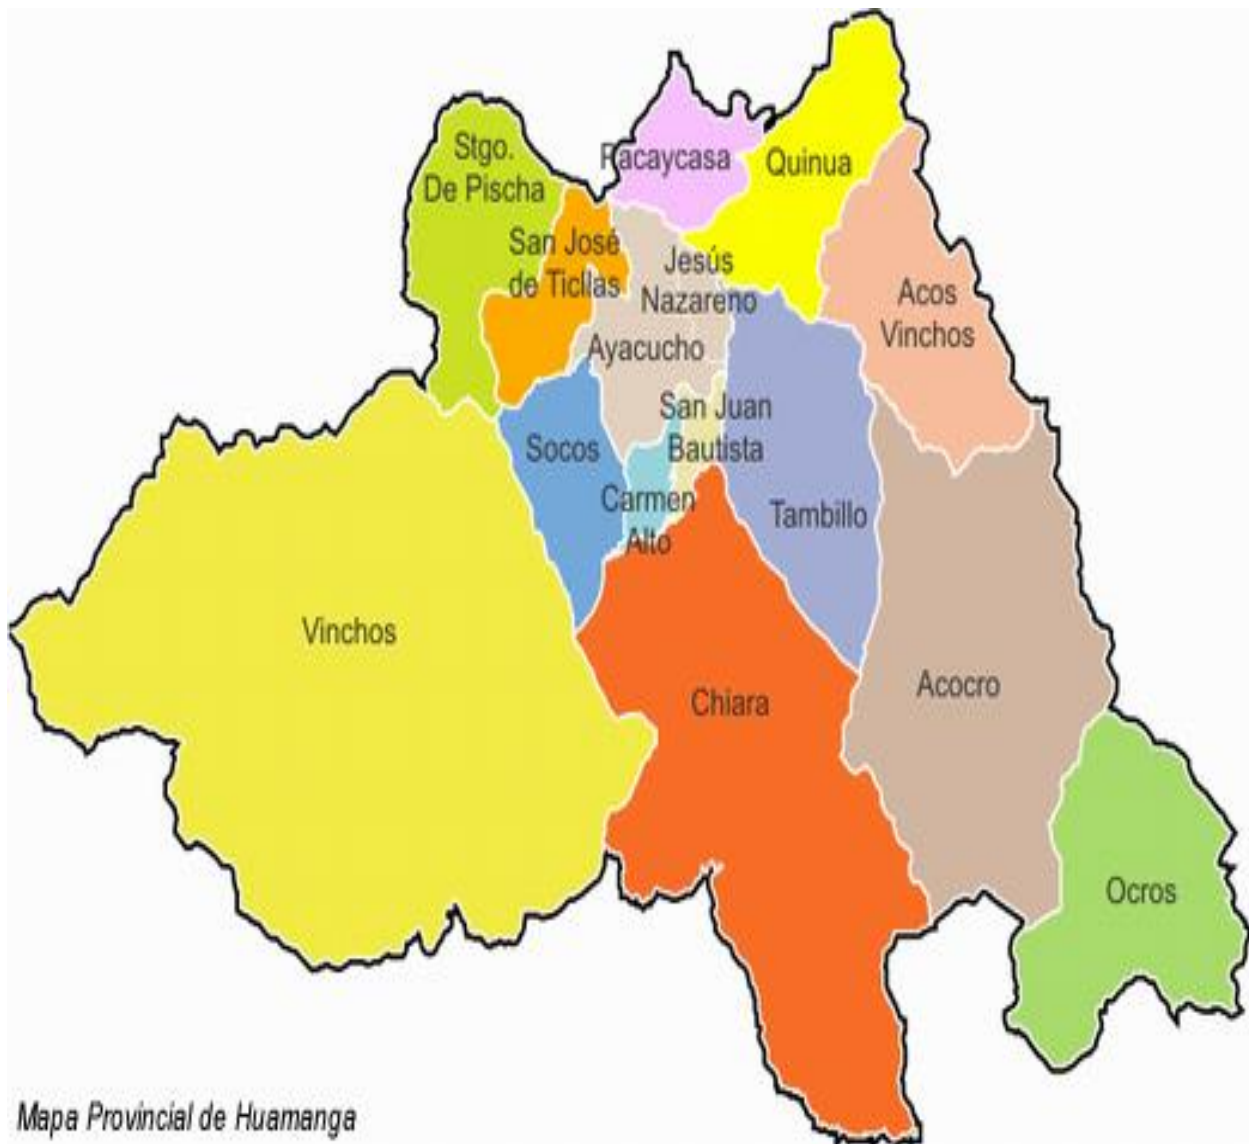 Stgo.
De Pischa
Pacaycasa
Quinua
San José
de Ticllas
Jesús
Nazareno
Acos
Vinchos
Ayacucho
San Juan
Bautista
Socos
Carmen
Alto
Tambillo
Vinchos
Chiara
Acocro
Ocros
Mapa Provincial de Huamanga